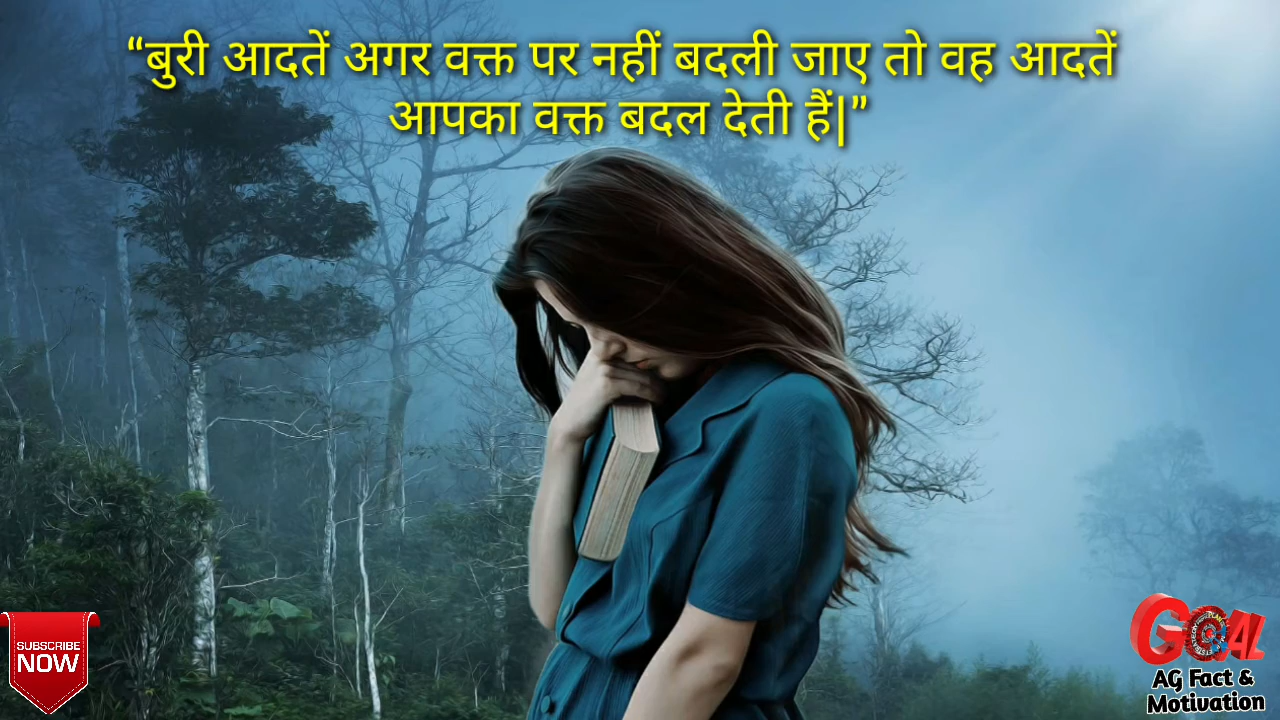 “बुरी आदतें अगर वक्त पर नहीं बदली जाए तो वह आदतें
आपका वक्त बदल देती हैं|”
SUBSCRIBE
NOW
GOAL
AG Fact &
Motivation